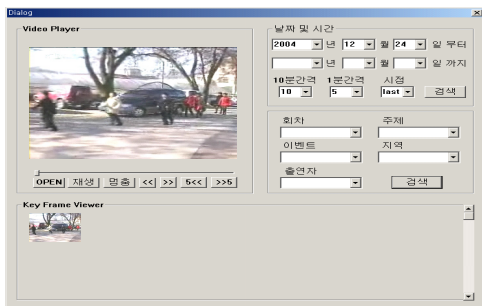 Dialog
Video Player
OPEN 재생 멈춤 << >> 5<< >>5
날짜 및 시간
2004 년 12 월 24 일 부터
년 월 일 까지
10분간격 1분간격 시점
10 5 last 검색
회차 주제
이벤트 지역
출연자
검색
Key Frame Viewer